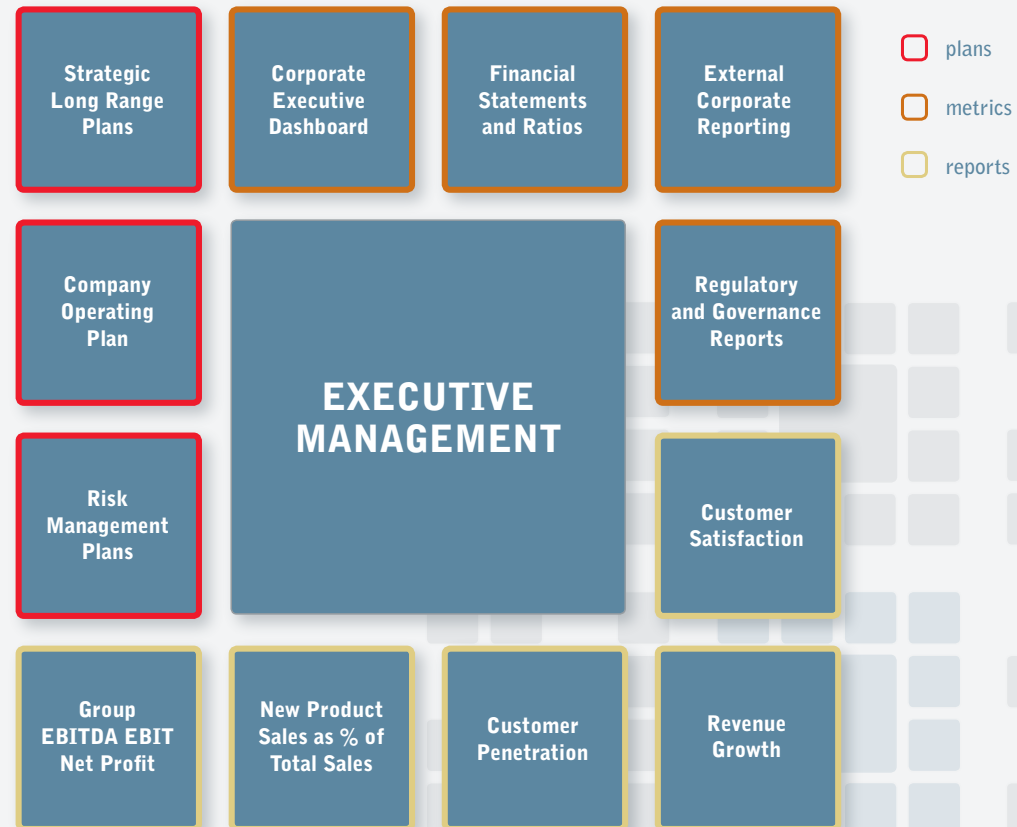 Strategic
Long Range
Plans
Corporate
Executive
Dashboard
Financial
Statements
and Ratios
External
Corporate
Reporting
plans
metrics
reports
Company
Operating
Plan
EXECUTIVE
MANAGEMENT
Regulatory
and Governance
Reports
Risk
Management
Plans
Customer
Satisfaction
Group
EBITDA EBIT
Net Profit
New Product
Sales as % of
Total Sales
Customer
Penetration
Revenue
Growth